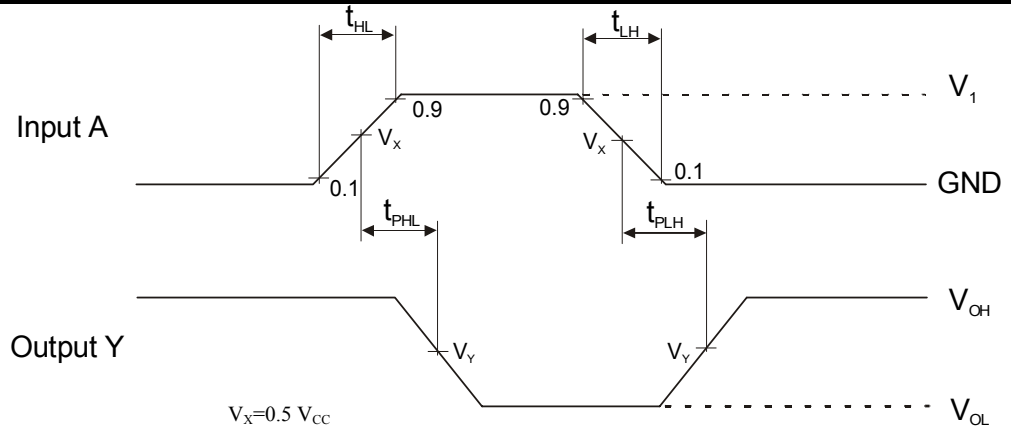 tHL
tLH
V1
0.9
0.9
Input A
VX
VX
0.1
0.1
GND
tPHL
tPLH
VOH
Output Y
VY
VY
VX=0.5 VCC
VOL